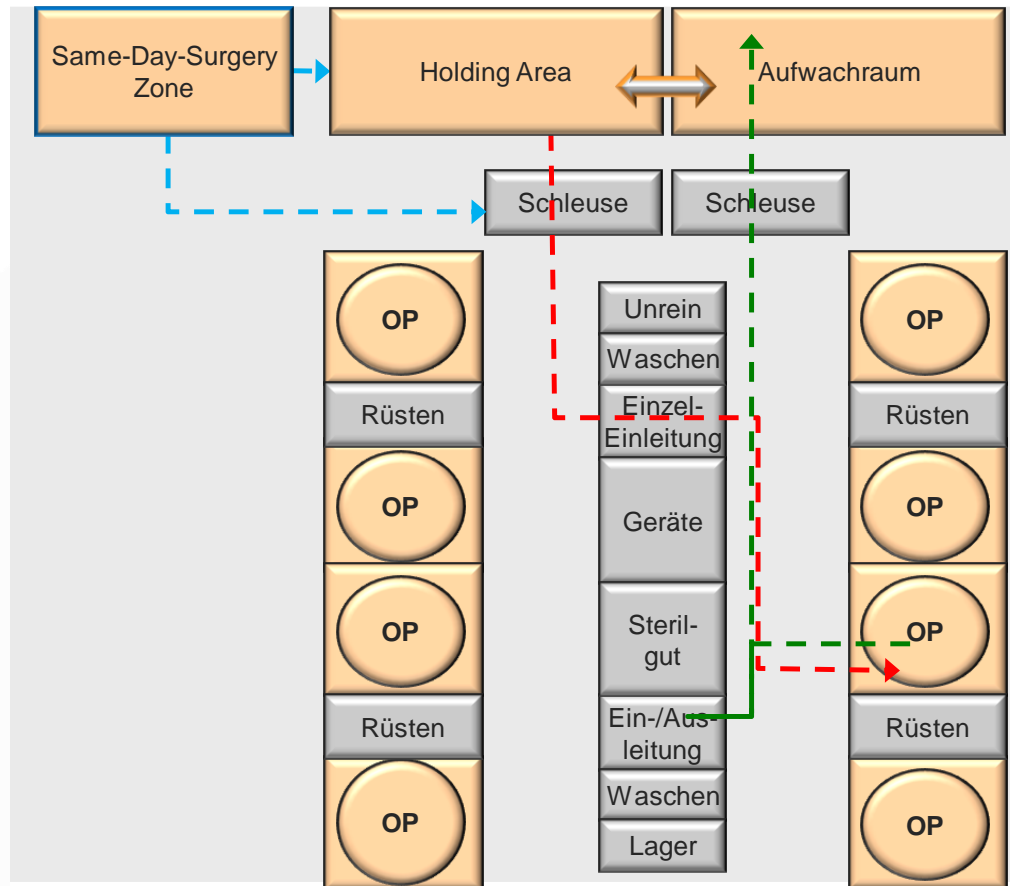 Same-Day-Surgery
Zone
Holding Area
Aufwachraum
Schleuse
Schleuse
OP
Rüsten
OP
OP
Rüsten
OP
Unrein
Waschen
Einzel-
Einleitung
Geräte
Steril-
gut
Ein-/Aus-
leitung
Waschen
Lager
OP
Rüsten
OP
OP
Rüsten
OP